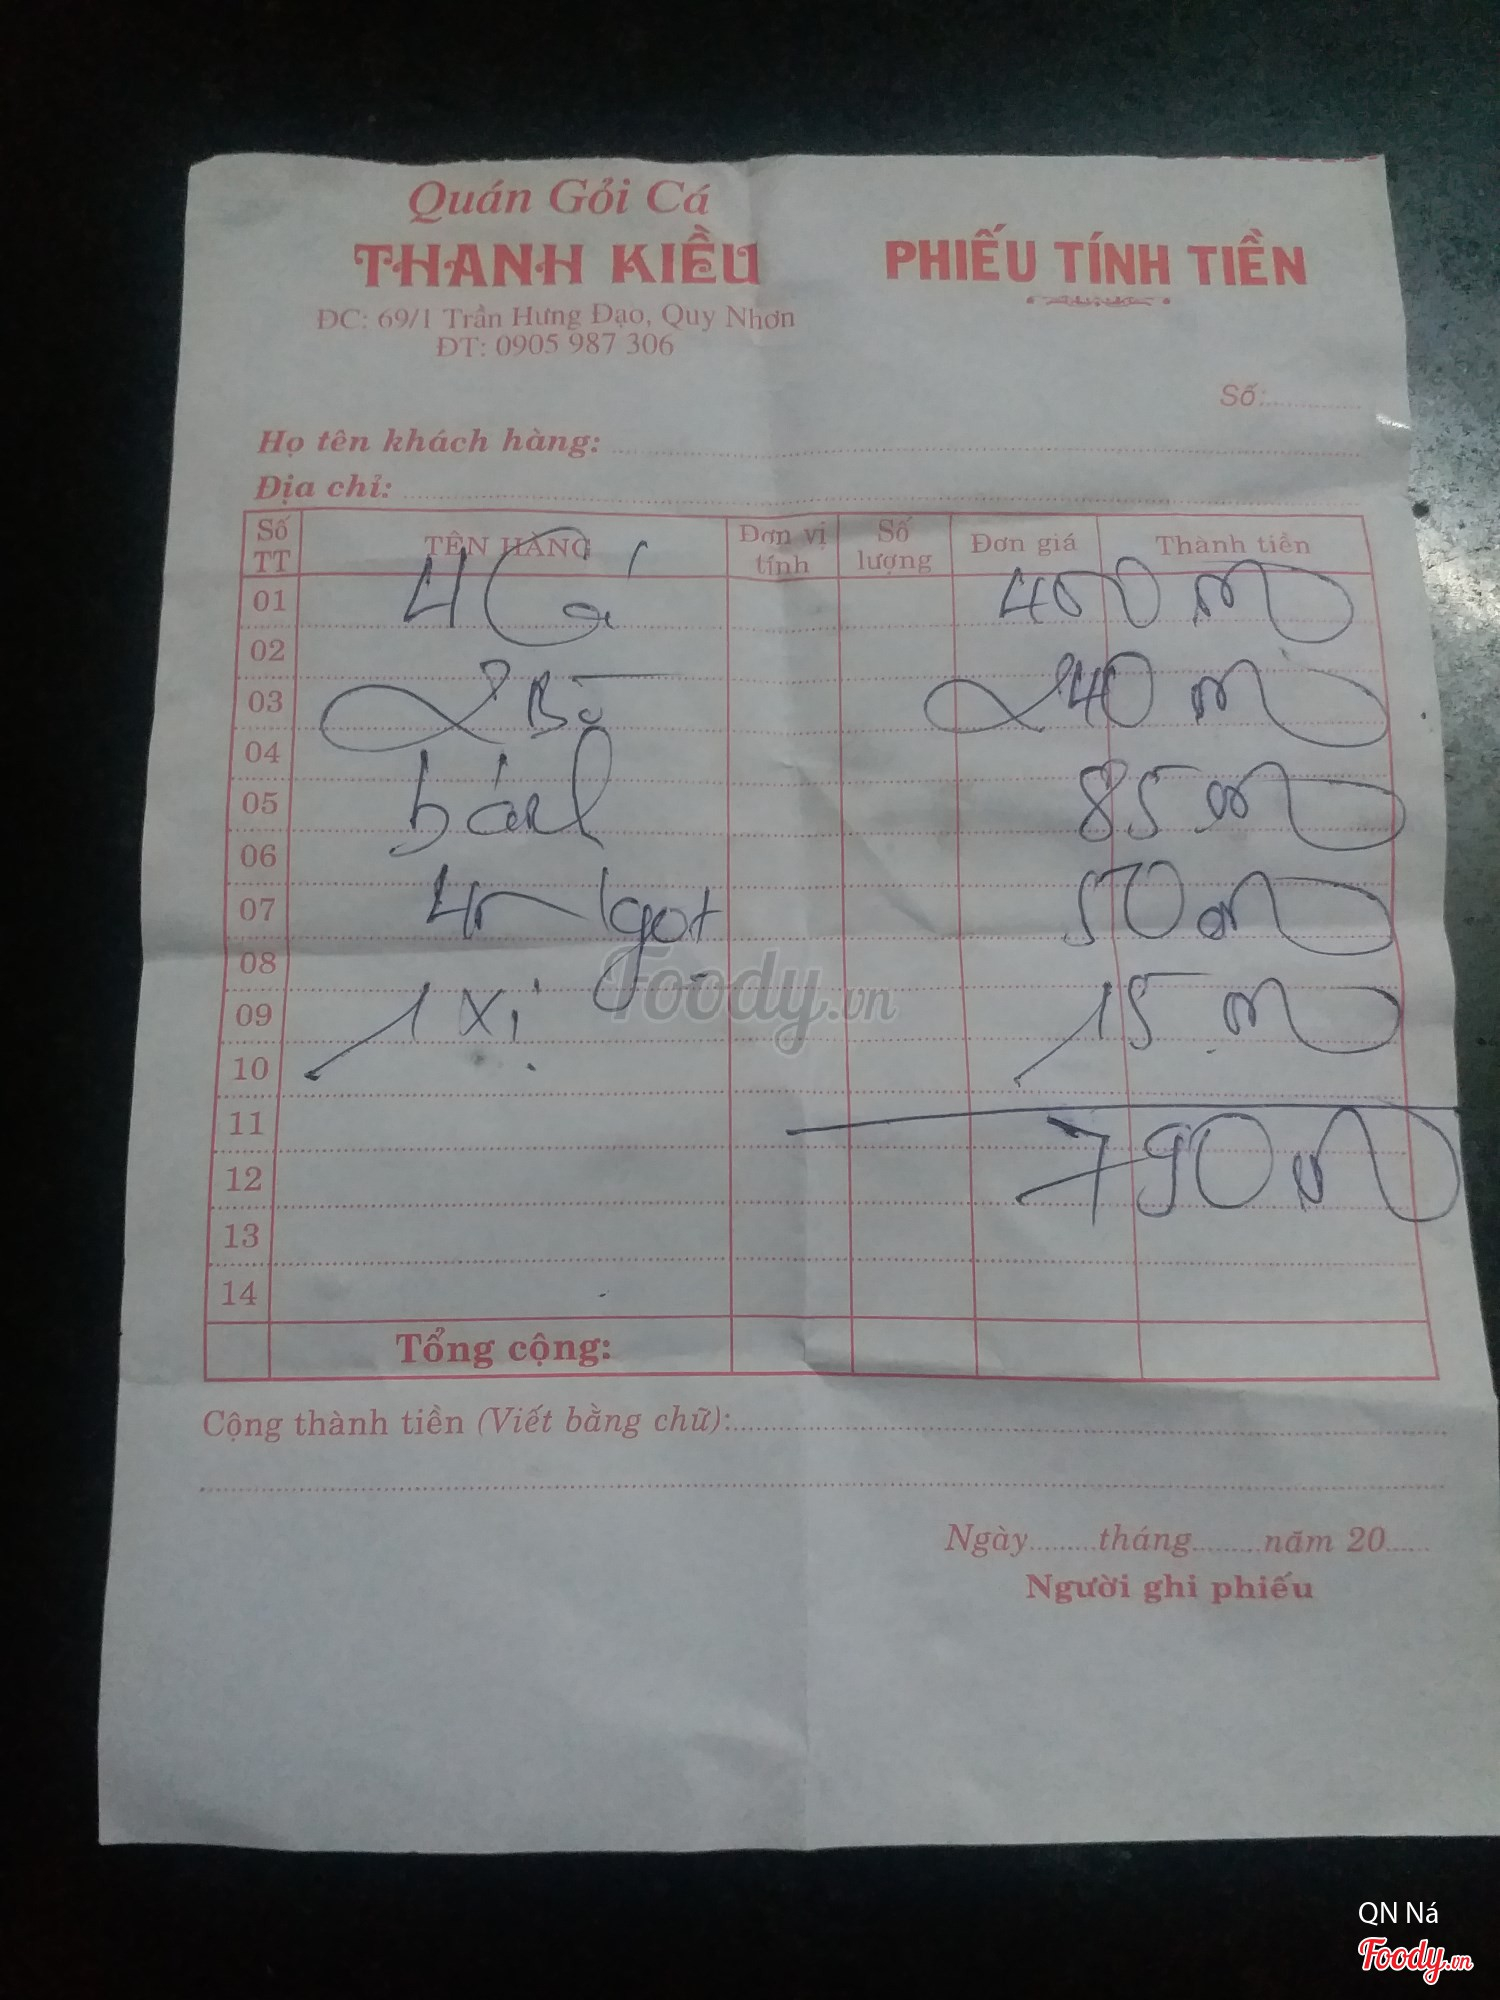 Quán Gỏi Cá
THANH KIỀU
ĐC: 69/1 Trần Hưng Đạo, Quy Nhơn
ĐT: 0905 987 306
PHIẾU TÍNH TIỀN
Số:
Họ tên khách hàng:
Địa chỉ:
Số TT TÊN HÀNG Đơn vị tính Số lượng Đơn giá Thành tiền
01 4 Cá 400
02
03 2 Bò 240
04
05 bánh 85
06
07 4 ngọt 50
08
09 1 xị 15
10
11
12 790
13
14
Tổng cộng:
Cộng thành tiền (Viết bằng chữ):
Ngày tháng năm 20
Người ghi phiếu
Foody.vn
QN Ná
Foody.vn